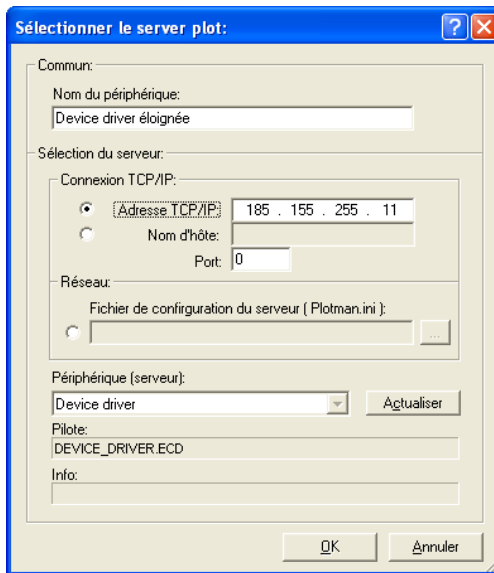 Sélectionner le server plot:
Commun:
Nom du périphérique:
Device driver éloignée
Sélection du serveur:
Connexion TCP/IP:
Adresse TCP/IP: 185 . 155 . 255 . 11
Nom d'hôte:
Port: 0
Réseau:
Fichier de confirguration du serveur ( Plotman.ini ):
...
Périphérique (serveur):
Device driver Actualiser
Pilote:
DEVICE_DRIVER.ECD
Info:
OK Annuler